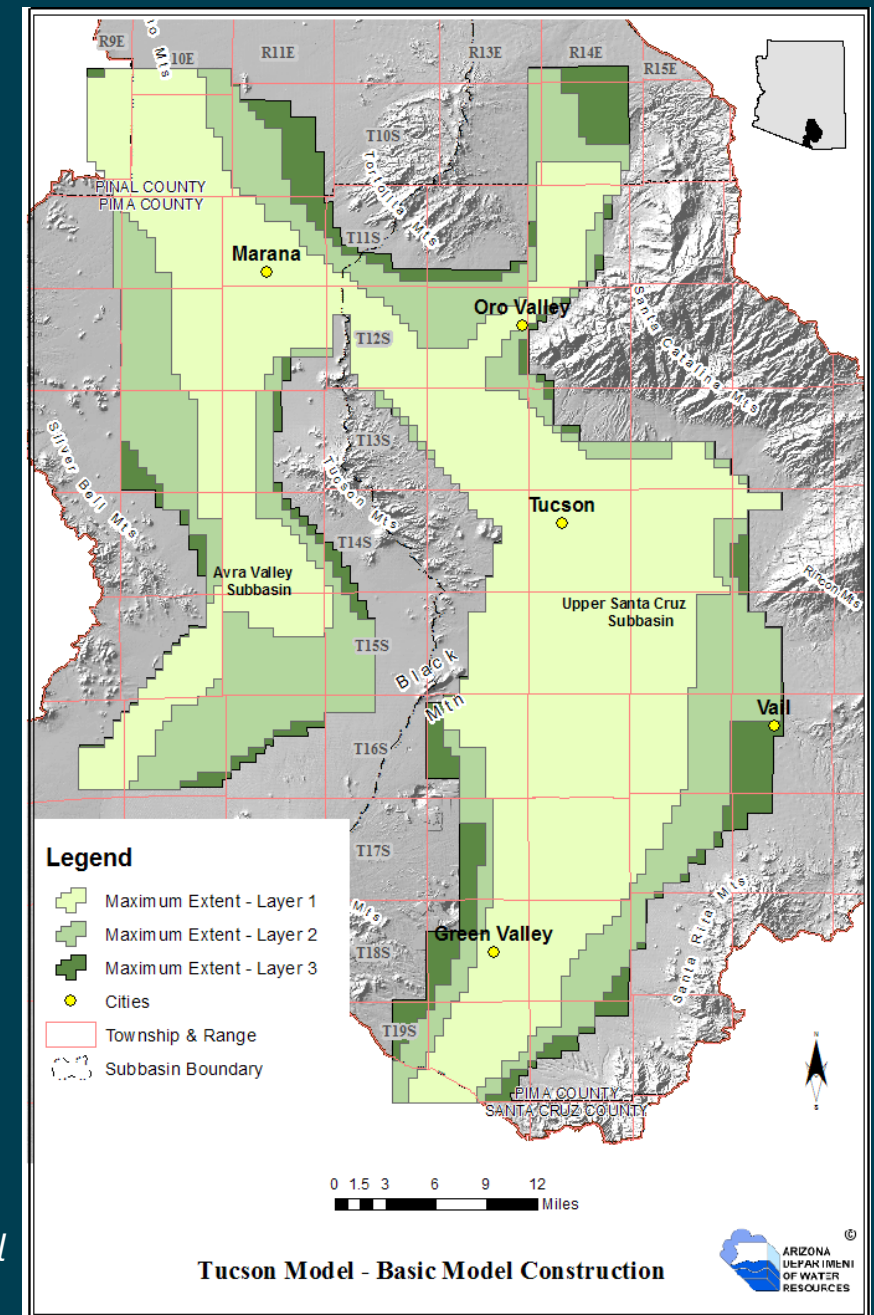 R9E
10E
R11E
R13E
R14E
R15E
to Mts
T10S
Tortolita Mts
PINAL COUNTY
PIMA COUNTY
T11S
Marana
Oro Valley
Santa Catalina Mts
T12S
T13S
Silver Bell Mts
Tucson Mts
Tucson
T14S
Avra Valley
Subbasin
Rincon Mts
Upper Santa Cruz
Subbasin
T15S
Black
Mtn
Vail
T16S
T17S
Mts
Green Valley
T18S
Santa Rita Mts
T19S
PIMA COUNTY
SANTA CRUZ COUNTY
Legend
Maximum Extent - Layer 1
Maximum Extent - Layer 2
Maximum Extent - Layer 3
Cities
Township & Range
Subbasin Boundary
N
S
0 1.5 3 6 9 12
Miles
Tucson Model - Basic Model Construction
©
ARIZONA
DEPARTMENT
OF WATER
RESOURCES